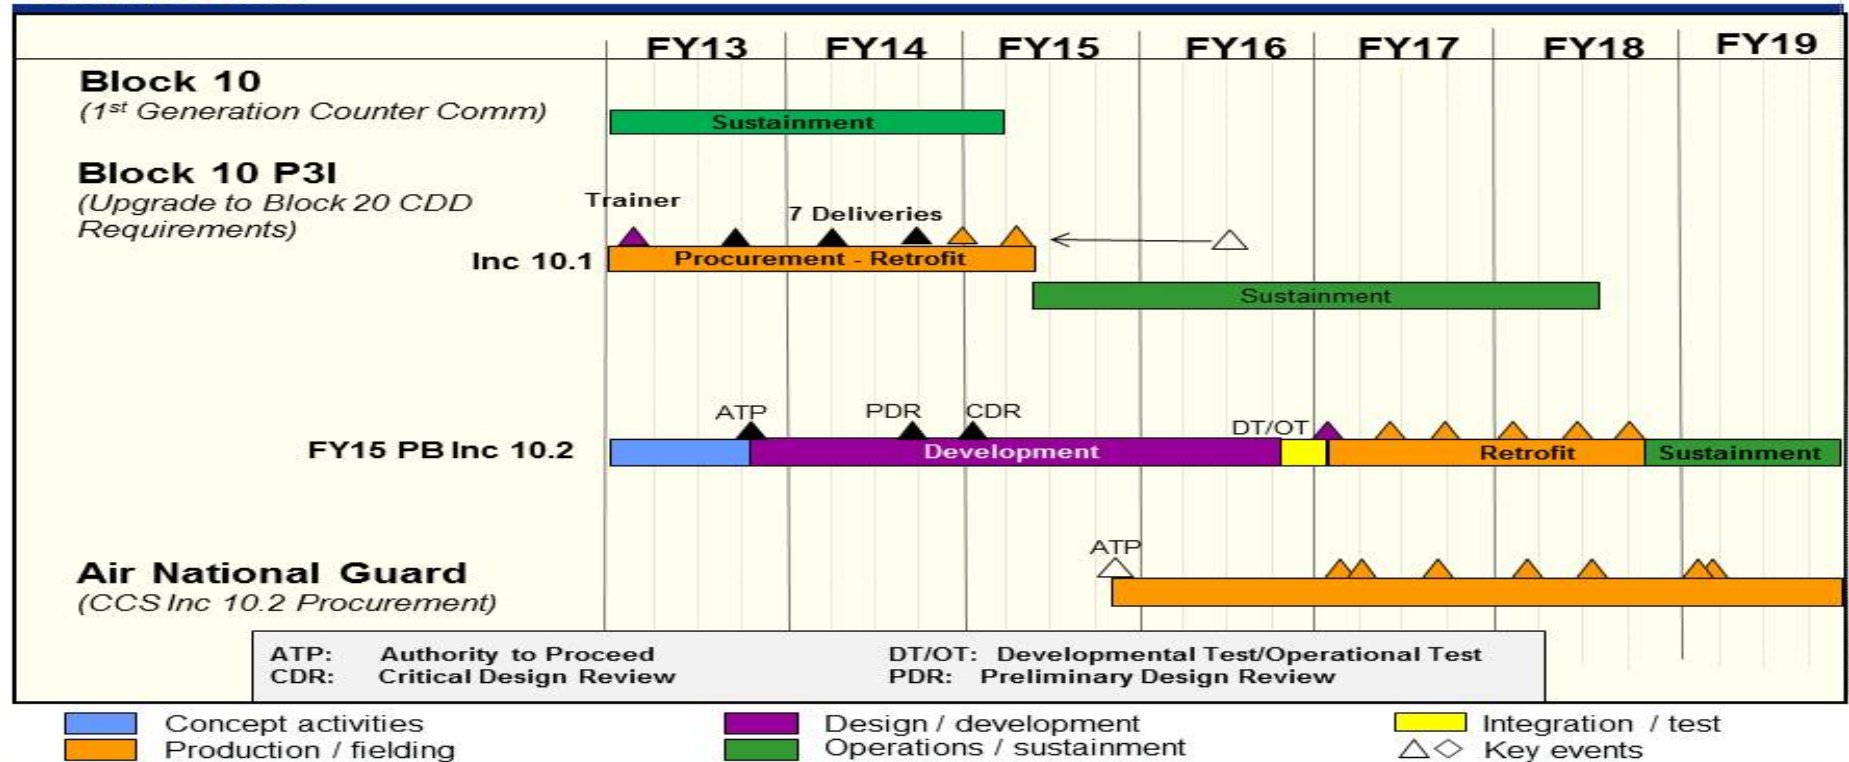 FY13 FY14 FY15 FY16 FY17 FY18 FY19
Block 10
(1st Generation Counter Comm)
Sustainment
Block 10 P3I
(Upgrade to Block 20 CDD
Requirements)
Trainer
7 Deliveries
Inc 10.1
Procurement - Retrofit
Sustainment
ATP PDR CDR
DT/OT
FY15 PB Inc 10.2
Development
Retrofit
Sustainment
ATP
Air National Guard
(CCS Inc 10.2 Procurement)
ATP: Authority to Proceed DT/OT: Developmental Test/Operational Test
CDR: Critical Design Review PDR: Preliminary Design Review
Concept activities Design / development Integration / test
Production / fielding Operations / sustainment Key events